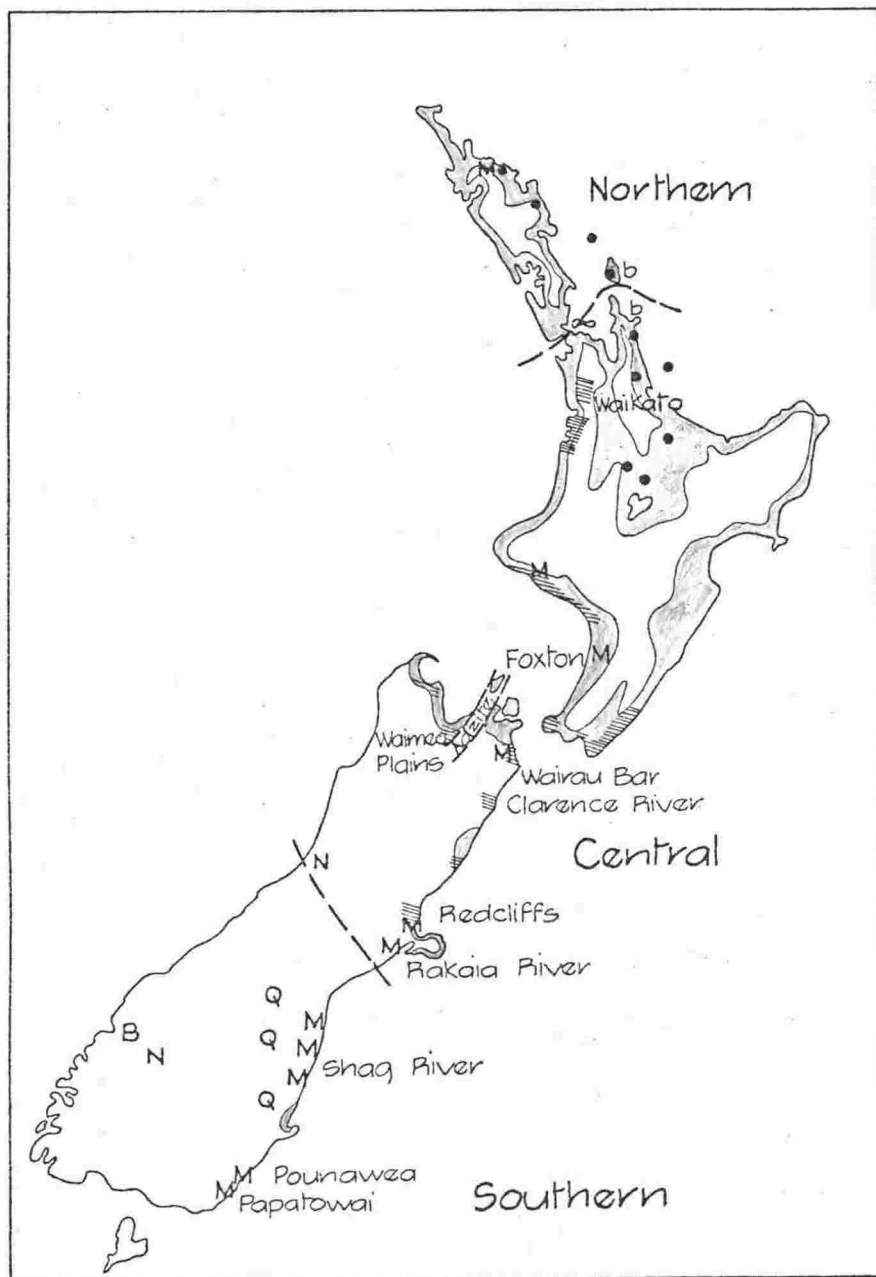 M
Northern
b
b
Waikato
M
Foxton M
Waimea
Plains
M
Wairau Bar
Clarence River
Central
N
Redcliffs
M
M
Rakaia River
Q
M
B
Q
M
N
Shag River
M
Q
M Pounawea
M Papatowai
Southern